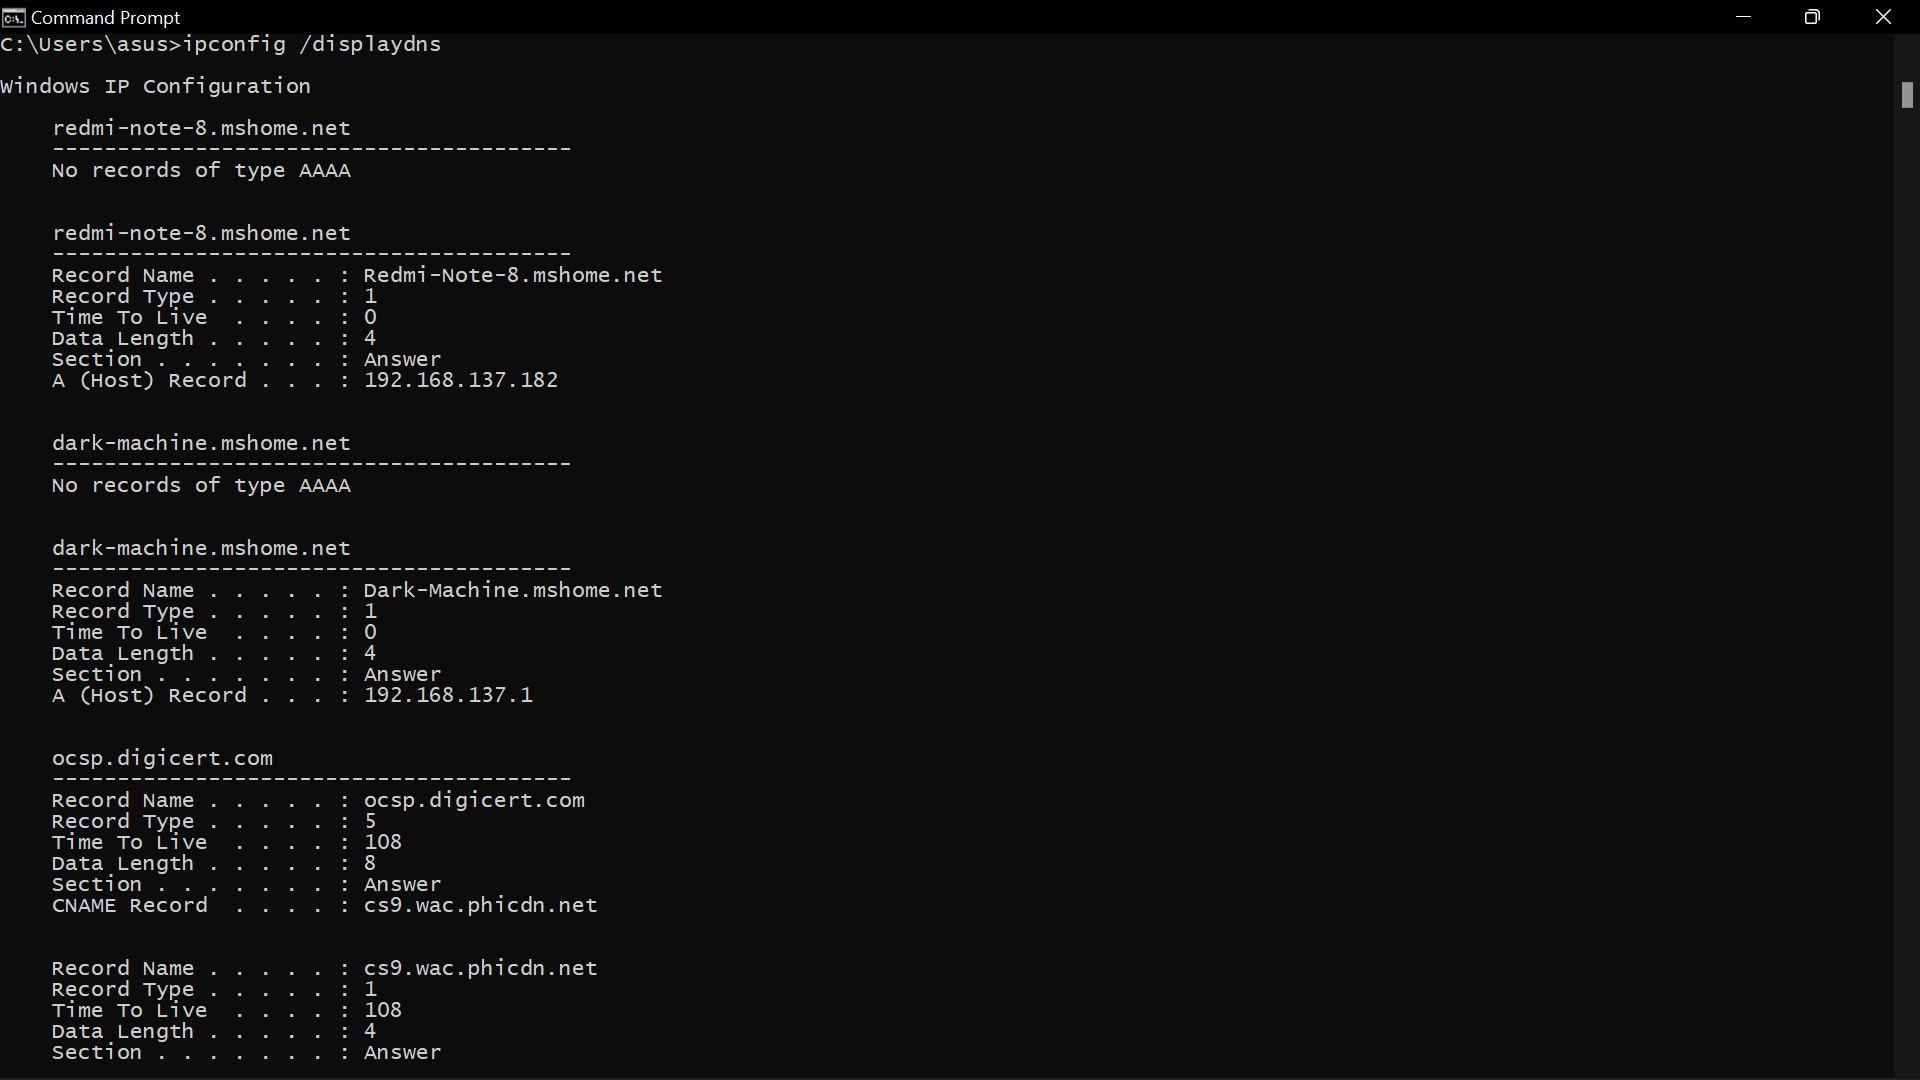 Command Prompt
C:\Users\asus>ipconfig /displaydns
Windows IP Configuration
redmi-note-8.mshome.net
----------------------------------------
No records of type AAAA
redmi-note-8.mshome.net
----------------------------------------
Record Name . . . . . : Redmi-Note-8.mshome.net
Record Type . . . . . : 1
Time To Live  . . . . : 0
Data Length . . . . . : 4
Section . . . . . . . : Answer
A (Host) Record . . . : 192.168.137.182
dark-machine.mshome.net
----------------------------------------
No records of type AAAA
dark-machine.mshome.net
----------------------------------------
Record Name . . . . . : Dark-Machine.mshome.net
Record Type . . . . . : 1
Time To Live  . . . . : 0
Data Length . . . . . : 4
Section . . . . . . . : Answer
A (Host) Record . . . : 192.168.137.1
ocsp.digicert.com
----------------------------------------
Record Name . . . . . : ocsp.digicert.com
Record Type . . . . . : 5
Time To Live  . . . . : 108
Data Length . . . . . : 8
Section . . . . . . . : Answer
CNAME Record  . . . . : cs9.wac.phicdn.net
Record Name . . . . . : cs9.wac.phicdn.net
Record Type . . . . . : 1
Time To Live  . . . . : 108
Data Length . . . . . : 4
Section . . . . . . . : Answer